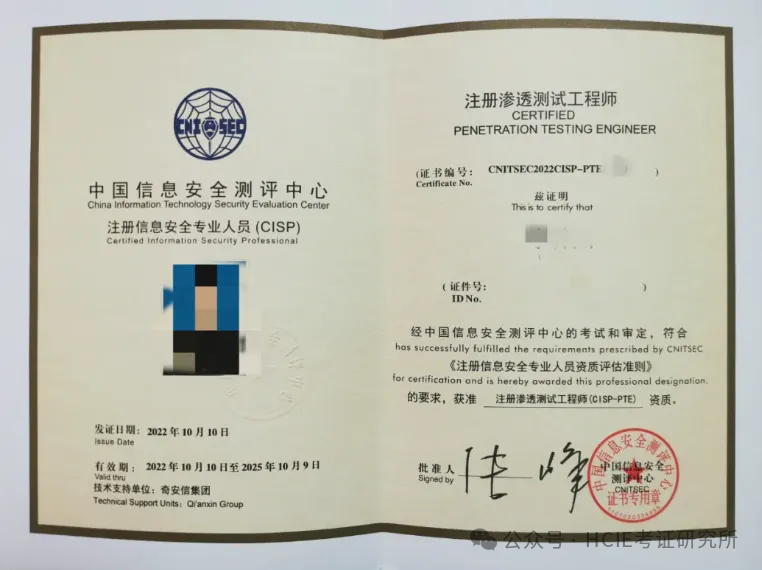 CNITSEC
中国信息安全测评中心
China Information Technology Security Evaluation Center
注册信息安全专业人员(CISP)
Certified Information Security Professional
发证日期：2022年10月10日
Issue Date
有效期：2022年10月10日至2025年10月9日
Valid thru
技术支持单位：奇安信集团
Technical Support Units: Qi'anxin Group
注册渗透测试工程师
CERTIFIED
PENETRATION TESTING ENGINEER
(证书编号： CNITSEC2022CISP-PTE )
Certificate No.
兹证明
This is to certify that
(证件号： )
ID No.
经中国信息安全测评中心的考试和审定，符合
has successfully fulfilled the requirements prescribed by CNITSEC
《注册信息安全专业人员资质评估准则》
for certification and is hereby awarded this professional designation.
的要求，获准 注册渗透测试工程师(CISP-PTE) 资质。
批准人
Signed by
中国信息安全测评中心
中国信息安全
测评中心
CNITSEC
证书专用章
公众号 · HCIE考证研究所